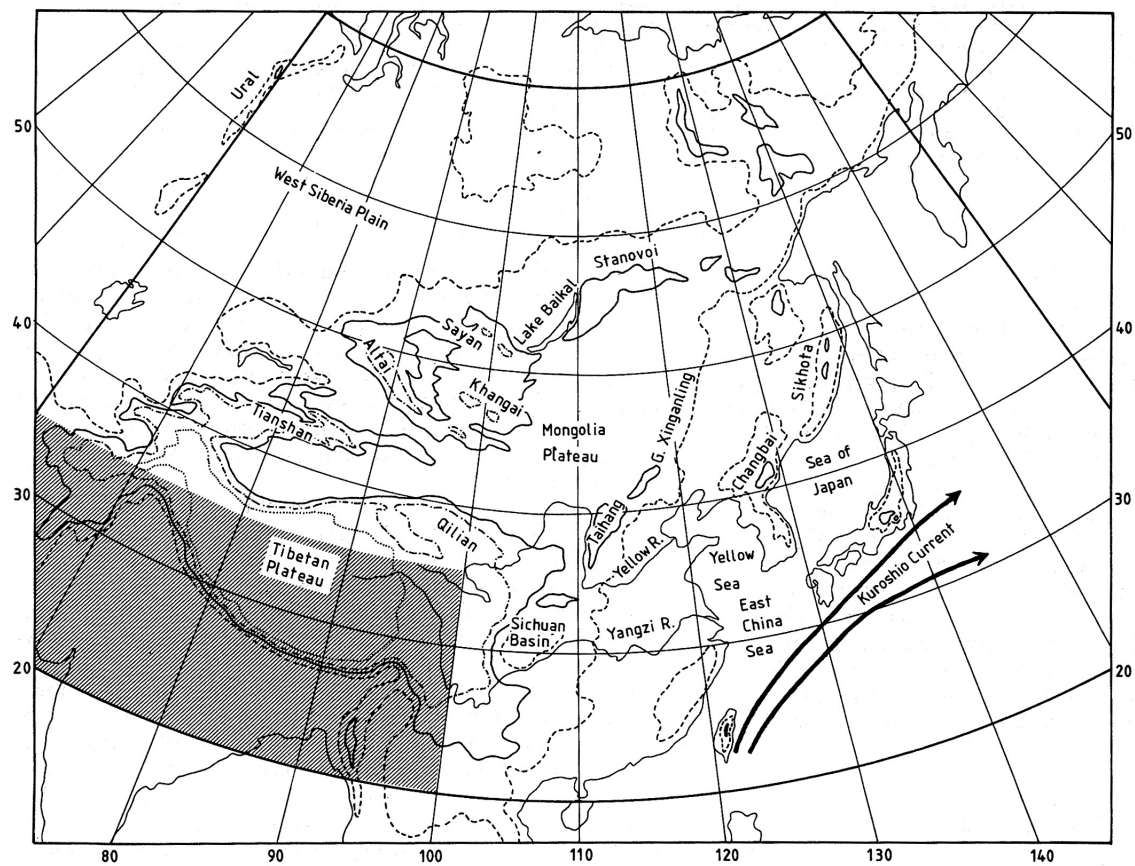 Ural
50
50
West Siberia Plain
Stanovoi
Lake Baikal
40
40
Sayan
Altai
Khangai
Sikhota
Tianshan
Mongolia
Plateau
G. Xinganling
Changbai
Sea of
Japan
30
30
Taihang
Qilian
Yellow R.
Yellow
Sea
Kuroshio Current
Tibetan
Plateau
East
China
Sea
Sichuan
Basin
Yangzi R.
20
20
80
90
100
110
120
130
140